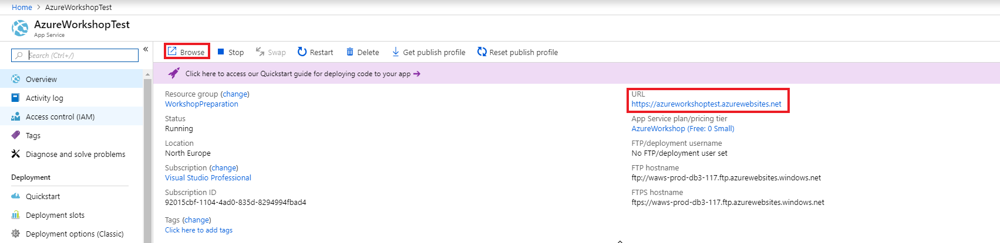 Home > AzureWorkshopTest
AzureWorkshopTest
App Service
Search (Ctrl+/)
«
Overview
Activity log
Access control (IAM)
Tags
Diagnose and solve problems
Deployment
Quickstart
Deployment slots
Deployment options (Classic)
Browse Stop Swap Restart Delete Get publish profile Reset publish profile
Click here to access our Quickstart guide for deploying code to your app →
Resource group (change)
WorkshopPreparation
Status
Running
Location
North Europe
Subscription (change)
Visual Studio Professional
Subscription ID
92015cbf-1104-4ad0-835d-8294994fbad4
Tags (change)
Click here to add tags
URL
https://azureworkshoptest.azurewebsites.net
App Service plan/pricing tier
AzureWorkshop (Free: 0 Small)
FTP/deployment username
No FTP/deployment user set
FTP hostname
ftp://waws-prod-db3-117.ftp.azurewebsites.windows.net
FTPS hostname
ftps://waws-prod-db3-117.ftp.azurewebsites.windows.net